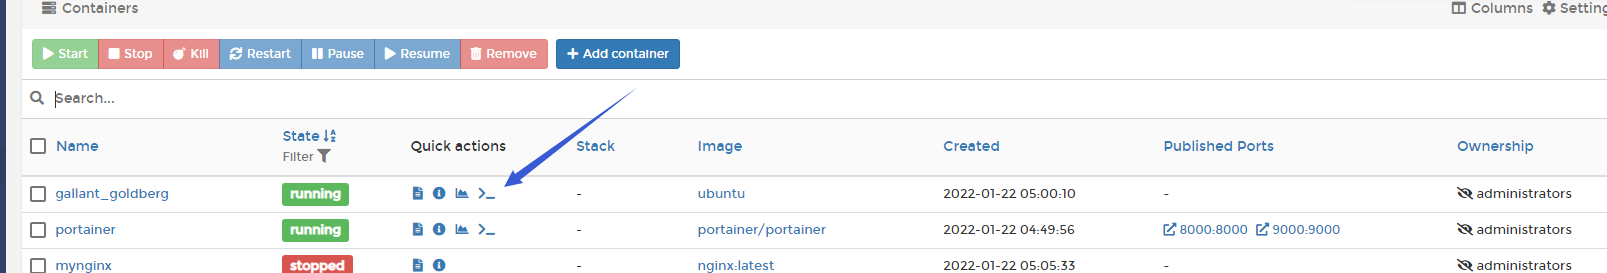 Containers Columns Setting
Start Stop Kill Restart Pause Resume Remove + Add container
Search...
Name State Filter Quick actions Stack Image Created Published Ports Ownership
gallant_goldberg running - ubuntu 2022-01-22 05:00:10 - administrators
portainer running - portainer/portainer 2022-01-22 04:49:56 8000:8000 9000:9000 administrators
mynginx stopped - nginx:latest 2022-01-22 05:05:33 - administrators